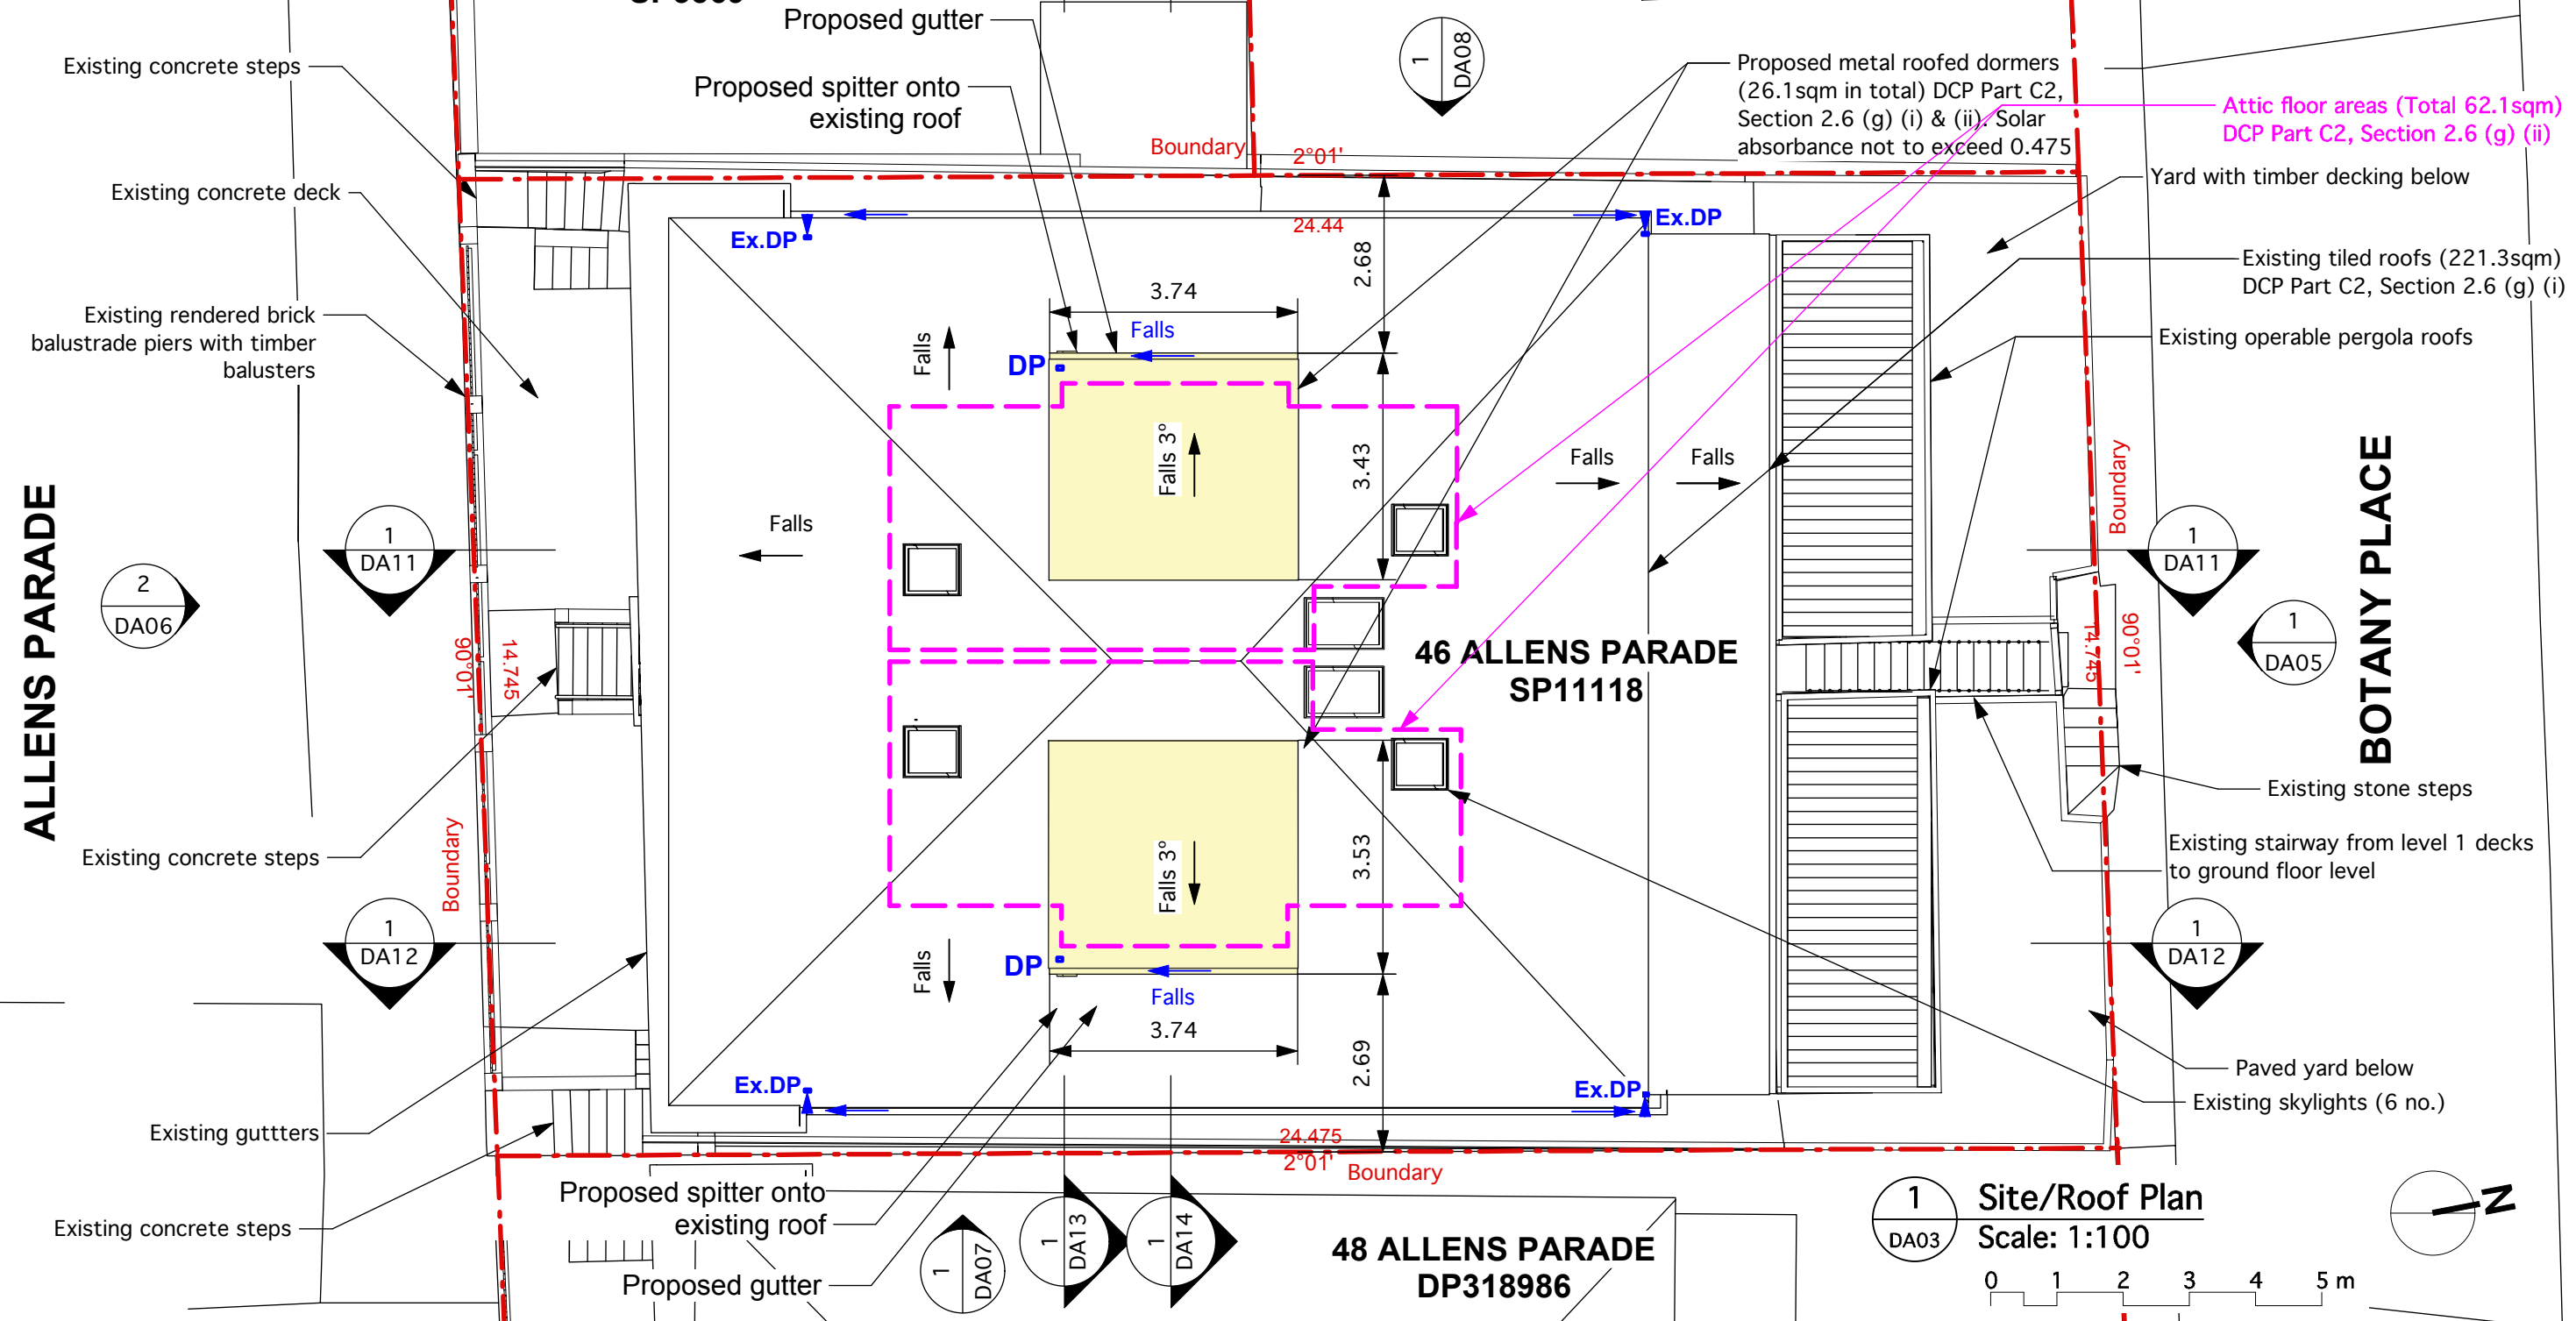 Proposed gutter
Existing concrete steps
Proposed spitter onto
existing roof
1
DA08
Proposed metal roofed dormers
(26.1sqm in total) DCP Part C2,
Section 2.6 (g) (i) & (ii). Solar
absorbance not to exceed 0.475
Attic floor areas (Total 62.1sqm)
DCP Part C2, Section 2.6 (g) (ii)
Boundary
2°01'
24.44
Yard with timber decking below
Existing concrete deck
Ex.DP
Ex.DP
2.68
Existing tiled roofs (221.3sqm)
DCP Part C2, Section 2.6 (g) (i)
3.74
Falls
Falls
Existing rendered brick
balustrade piers with timber
balusters
Existing operable pergola roofs
DP
Falls 3°
3.43
Falls
Falls
Falls
Boundary
ALLENS PARADE
BOTANY PLACE
1
DA11
1
DA11
2
DA06
1
DA05
90°01'
14.745
46 ALLENS PARADE
SP11118
14.745
90°01'
Existing stone steps
Existing concrete steps
Boundary
Existing stairway from level 1 decks
to ground floor level
3.53
Falls 3°
1
DA12
1
DA12
Falls
DP
Falls
3.74
2.69
Paved yard below
Existing skylights (6 no.)
Ex.DP
Ex.DP
Existing guttters
24.475
2°01'
Boundary
Existing concrete steps
Proposed spitter onto
existing roof
Proposed gutter
1
DA07
1
DA13
1
DA14
48 ALLENS PARADE
DP318986
1
DA03
Site/Roof Plan
Scale: 1:100
0 1 2 3 4 5 m
N